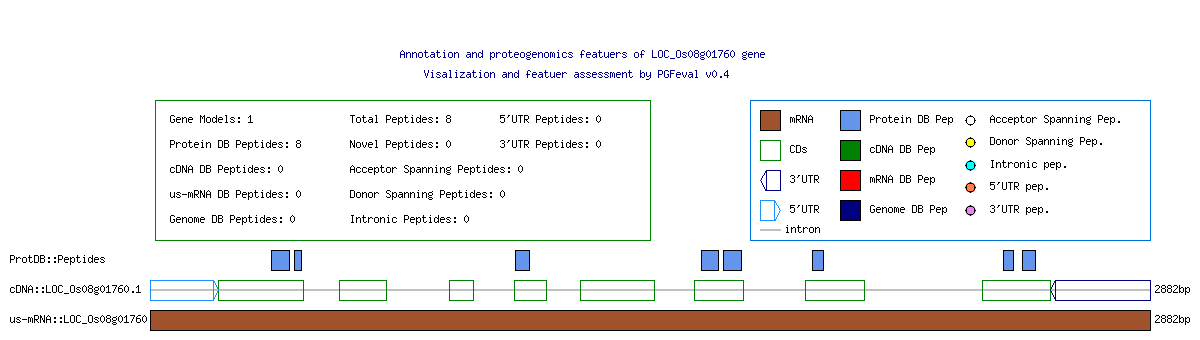 Annotation and proteogenomics featuers of LOC_Os08g01760 gene
Visalization and featuer assessment by PGFeval v0.4
Gene Models: 1
Total Peptides: 8
5'UTR Peptides: 0
Protein DB Peptides: 8
Novel Peptides: 0
3'UTR Peptides: 0
cDNA DB Peptides: 0
Acceptor Spanning Peptides: 0
us-mRNA DB Peptides: 0
Donor Spanning Peptides: 0
Genome DB Peptides: 0
Intronic Peptides: 0
mRNA
Protein DB Pep
Acceptor Spanning Pep.
CDs
cDNA DB Pep
Donor Spanning Pep.
3'UTR
mRNA DB Pep
Intronic pep.
5'UTR
Genome DB Pep
5'UTR pep.
3'UTR pep.
intron
ProtDB::Peptides
cDNA::LOC_Os08g01760.1
2882bp
us-mRNA::LOC_Os08g01760
2882bp